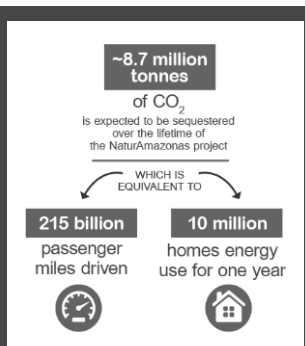 ~8.7 million
tonnes
of CO₂
is expected to be sequestered
over the lifetime of
the NaturAmazonas project
WHICH IS
EQUIVALENT TO
215 billion
passenger
miles driven
10 million
homes energy
use for one year